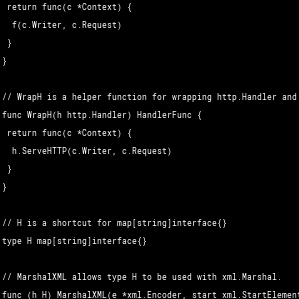 return func(c *Context) {
f(c.Writer, c.Request)
}
}
// WrapH is a helper function for wrapping http.Handler and
func WrapH(h http.Handler) HandlerFunc {
return func(c *Context) {
h.ServeHTTP(c.Writer, c.Request)
}
}
// H is a shortcut for map[string]interface{}
type H map[string]interface{}
// MarshalXML allows type H to be used with xml.Marshal.
func (h H) MarshalXML(e *xml.Encoder, start xml.StartElement